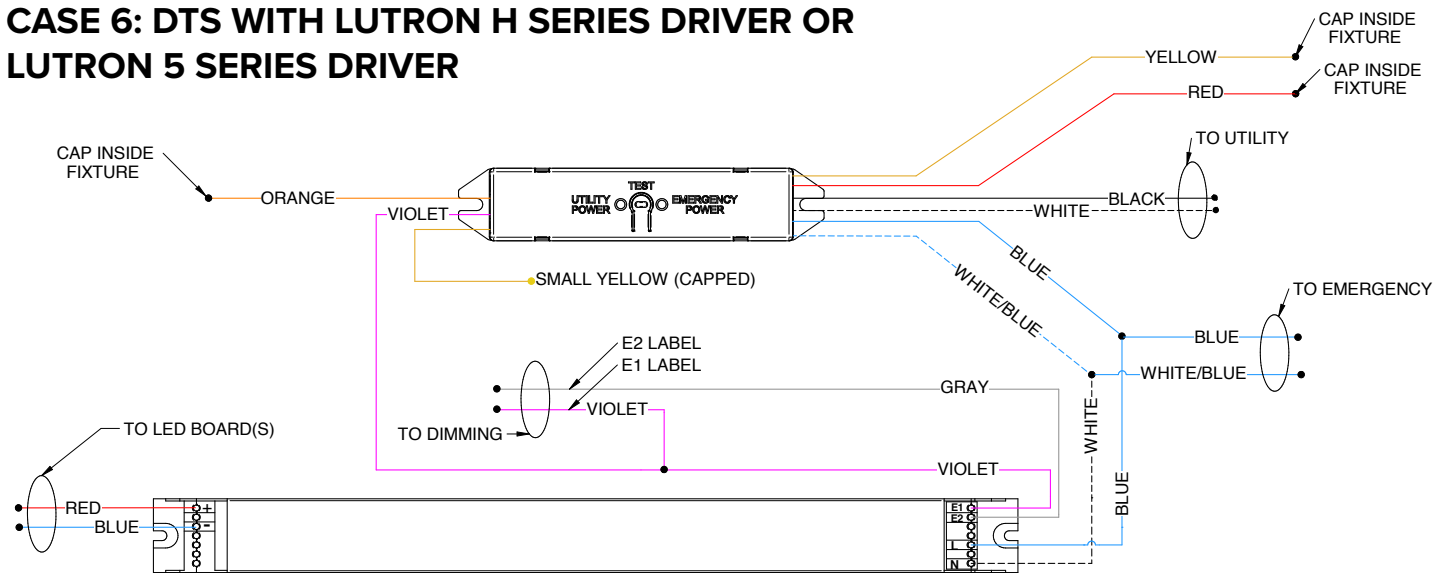 CASE 6: DTS WITH LUTRON H SERIES DRIVER OR
LUTRON 5 SERIES DRIVER
CAP INSIDE
FIXTURE
YELLOW
CAP INSIDE
FIXTURE
RED
TO UTILITY
CAP INSIDE
FIXTURE
ORANGE
VIOLET
UTILITY
POWER
TEST
EMERGENCY
POWER
BLACK
WHITE
SMALL YELLOW (CAPPED)
BLUE
WHITE/BLUE
TO EMERGENCY
BLUE
WHITE/BLUE
E2 LABEL
E1 LABEL
GRAY
VIOLET
TO DIMMING
WHITE
BLUE
TO LED BOARD(S)
VIOLET
RED
+
BLUE
-
E1
E2
L
N